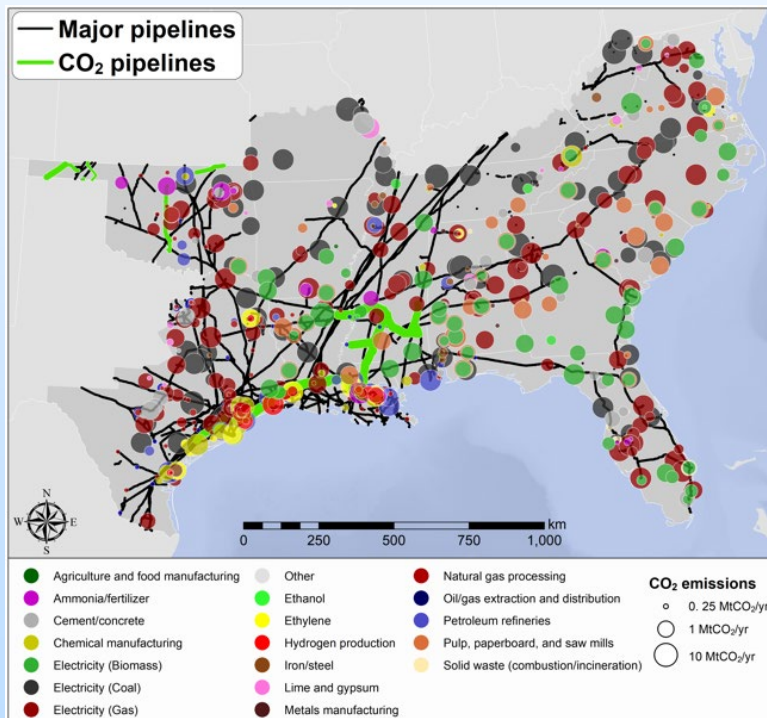 Major pipelines
CO₂ pipelines
N
W E
S
km
0 250 500 750 1,000
Agriculture and food manufacturing
Ammonia/fertilizer
Cement/concrete
Chemical manufacturing
Electricity (Biomass)
Electricity (Coal)
Electricity (Gas)
Other
Ethanol
Ethylene
Hydrogen production
Iron/steel
Lime and gypsum
Metals manufacturing
Natural gas processing
Oil/gas extraction and distribution
Petroleum refineries
Pulp, paperboard, and saw mills
Solid waste (combustion/incineration)
CO₂ emissions
0. 25 MtCO₂/yr
1 MtCO₂/yr
10 MtCO₂/yr